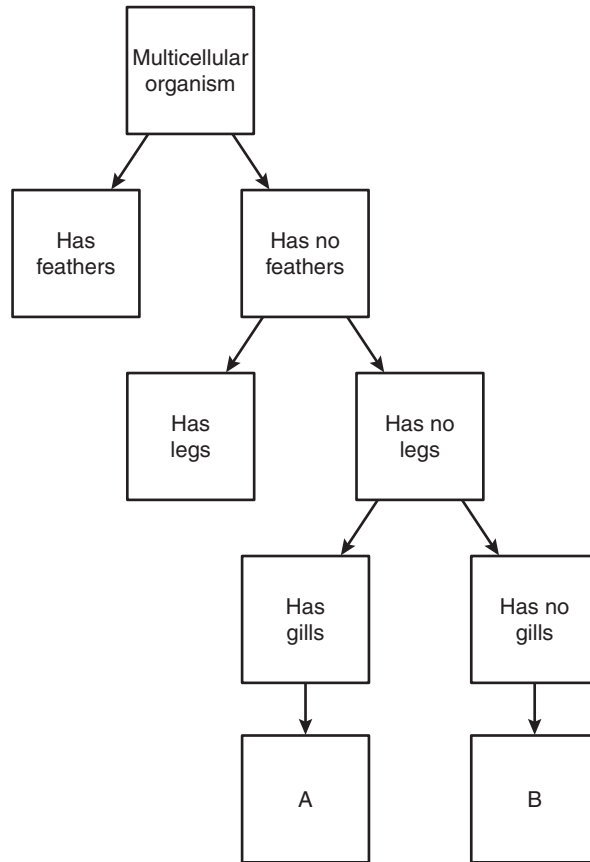 Multicellular
organism
Has
feathers
Has no
feathers
Has
legs
Has no
legs
Has
gills
Has no
gills
A
B